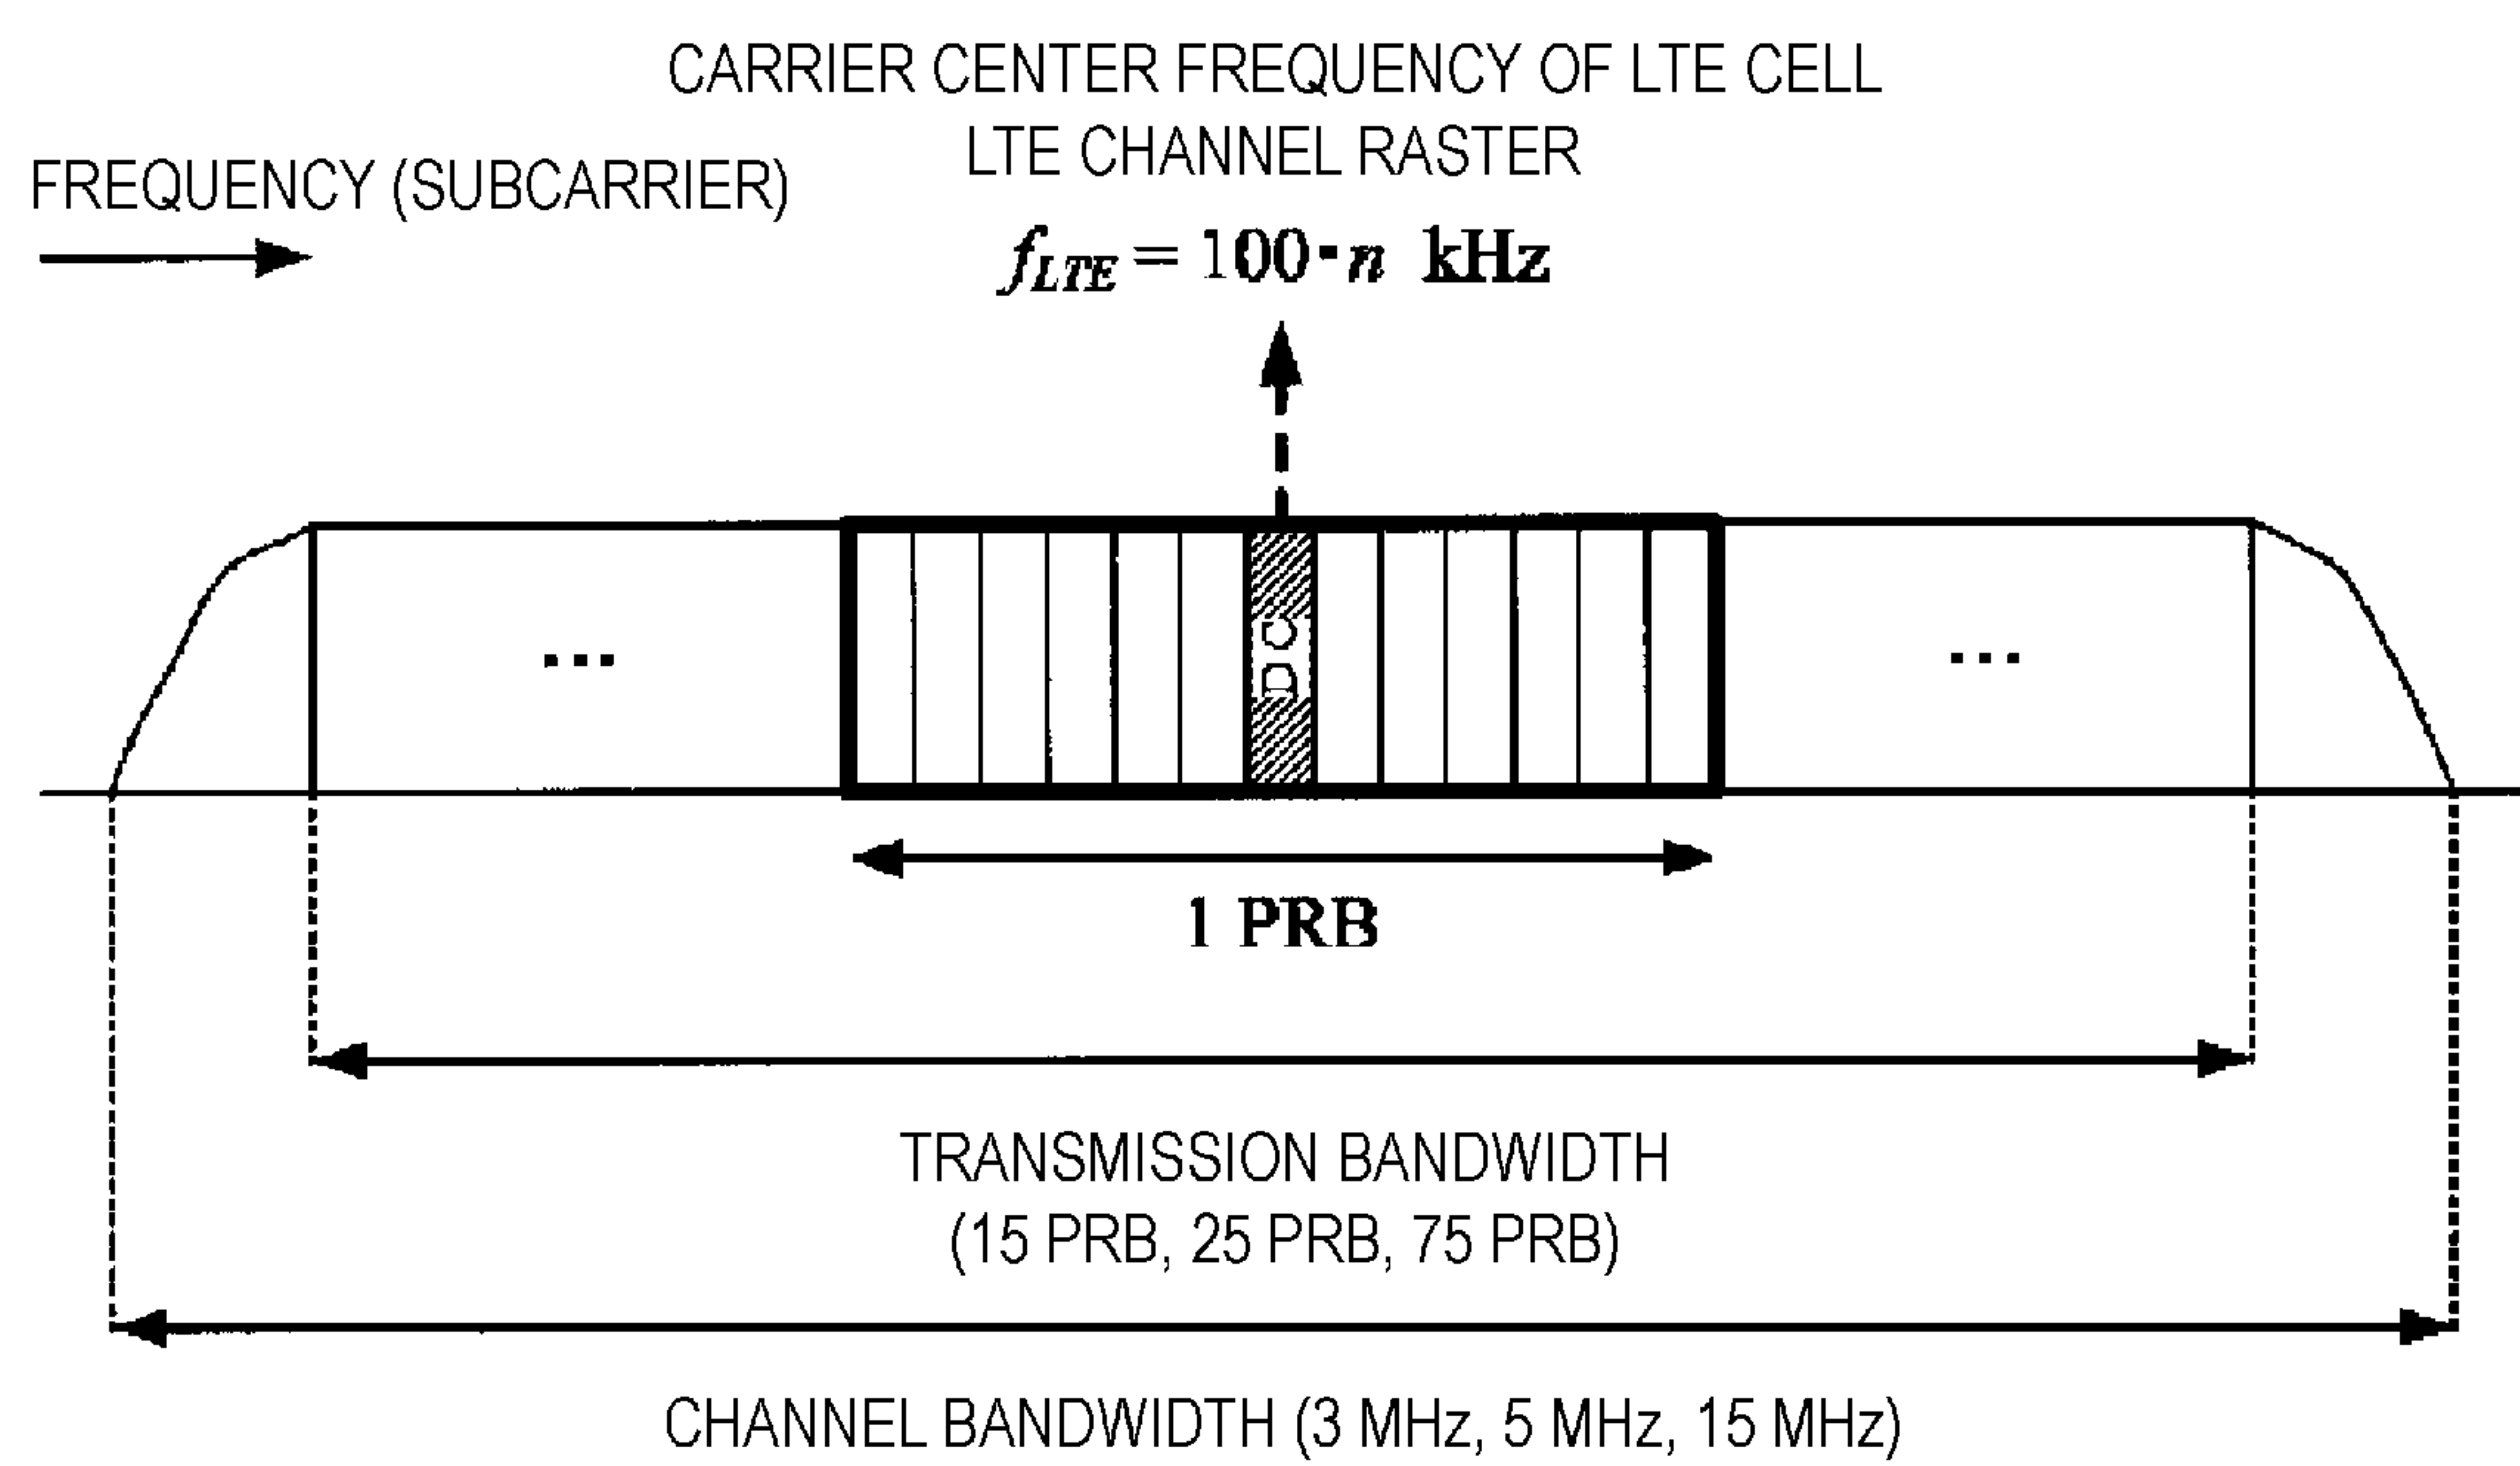 CARRIER CENTER FREQUENCY OF LTE CELL
LTE CHANNEL RASTER
FREQUENCY (SUBCARRIER)
f_LTE = 100·n kHz
...
DC
...
1 PRB
TRANSMISSION BANDWIDTH
(15 PRB, 25 PRB, 75 PRB)
CHANNEL BANDWIDTH (3 MHz, 5 MHz, 15 MHz)